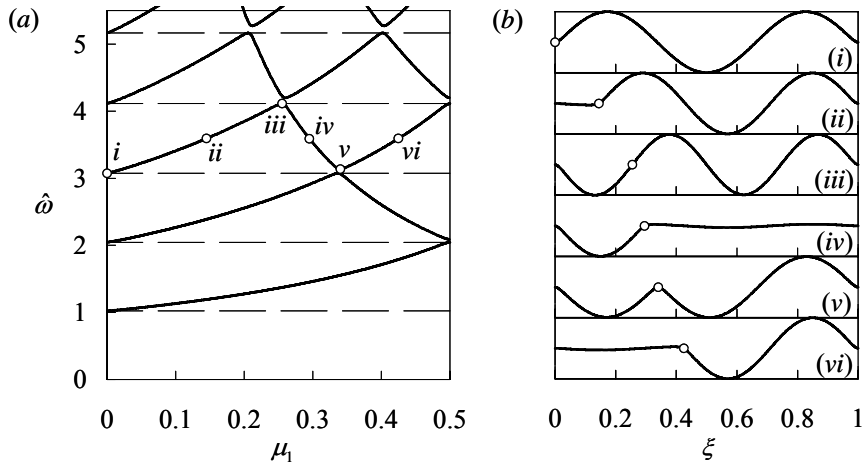 (a)
5
4
3
2
1
0
ω̂
i
ii
iii
iv
v
vi
0
0.1
0.2
0.3
0.4
0.5
μ₁
(b)
(i)
(ii)
(iii)
(iv)
(v)
(vi)
0
0.2
0.4
0.6
0.8
1
ξ